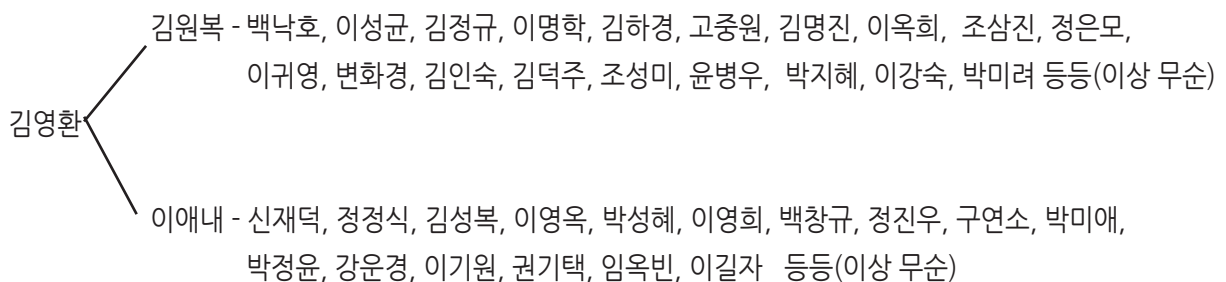 김원복 - 백낙호, 이성균, 김정규, 이명학, 김하경, 고중원, 김명진, 이옥희, 조삼진, 정은모,
이귀영, 변화경, 김인숙, 김덕주, 조성미, 윤병우, 박지혜, 이강숙, 박미려 등등(이상 무순)
김영환
이애내 - 신재덕, 정정식, 김성복, 이영옥, 박성혜, 이영희, 백창규, 정진우, 구연소, 박미애,
박정윤, 강운경, 이기원, 권기택, 임옥빈, 이길자 등등(이상 무순)